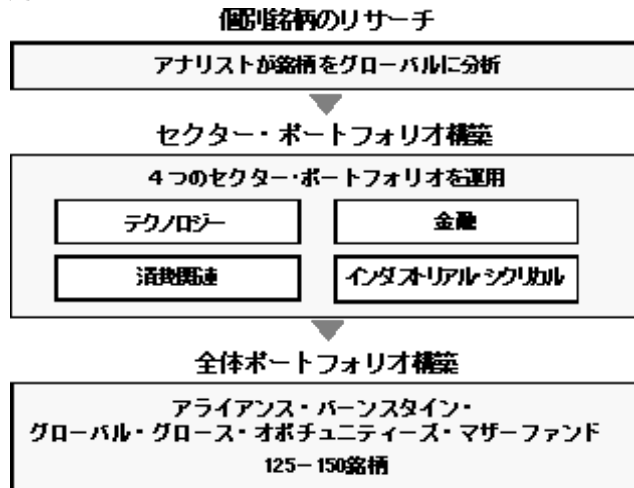 個別銘柄のリサーチ
アナリストが銘柄をグローバルに分析
セクター・ポートフォリオ構築
4つのセクター・ポートフォリオを運用
テクノロジー
金融
消費関連
インダストリアル・シクリカル
全体ポートフォリオ構築
アライアンス・バーンスタイン・
グローバル・グロース・オポチュニティーズ・マザーファンド
125－150銘柄